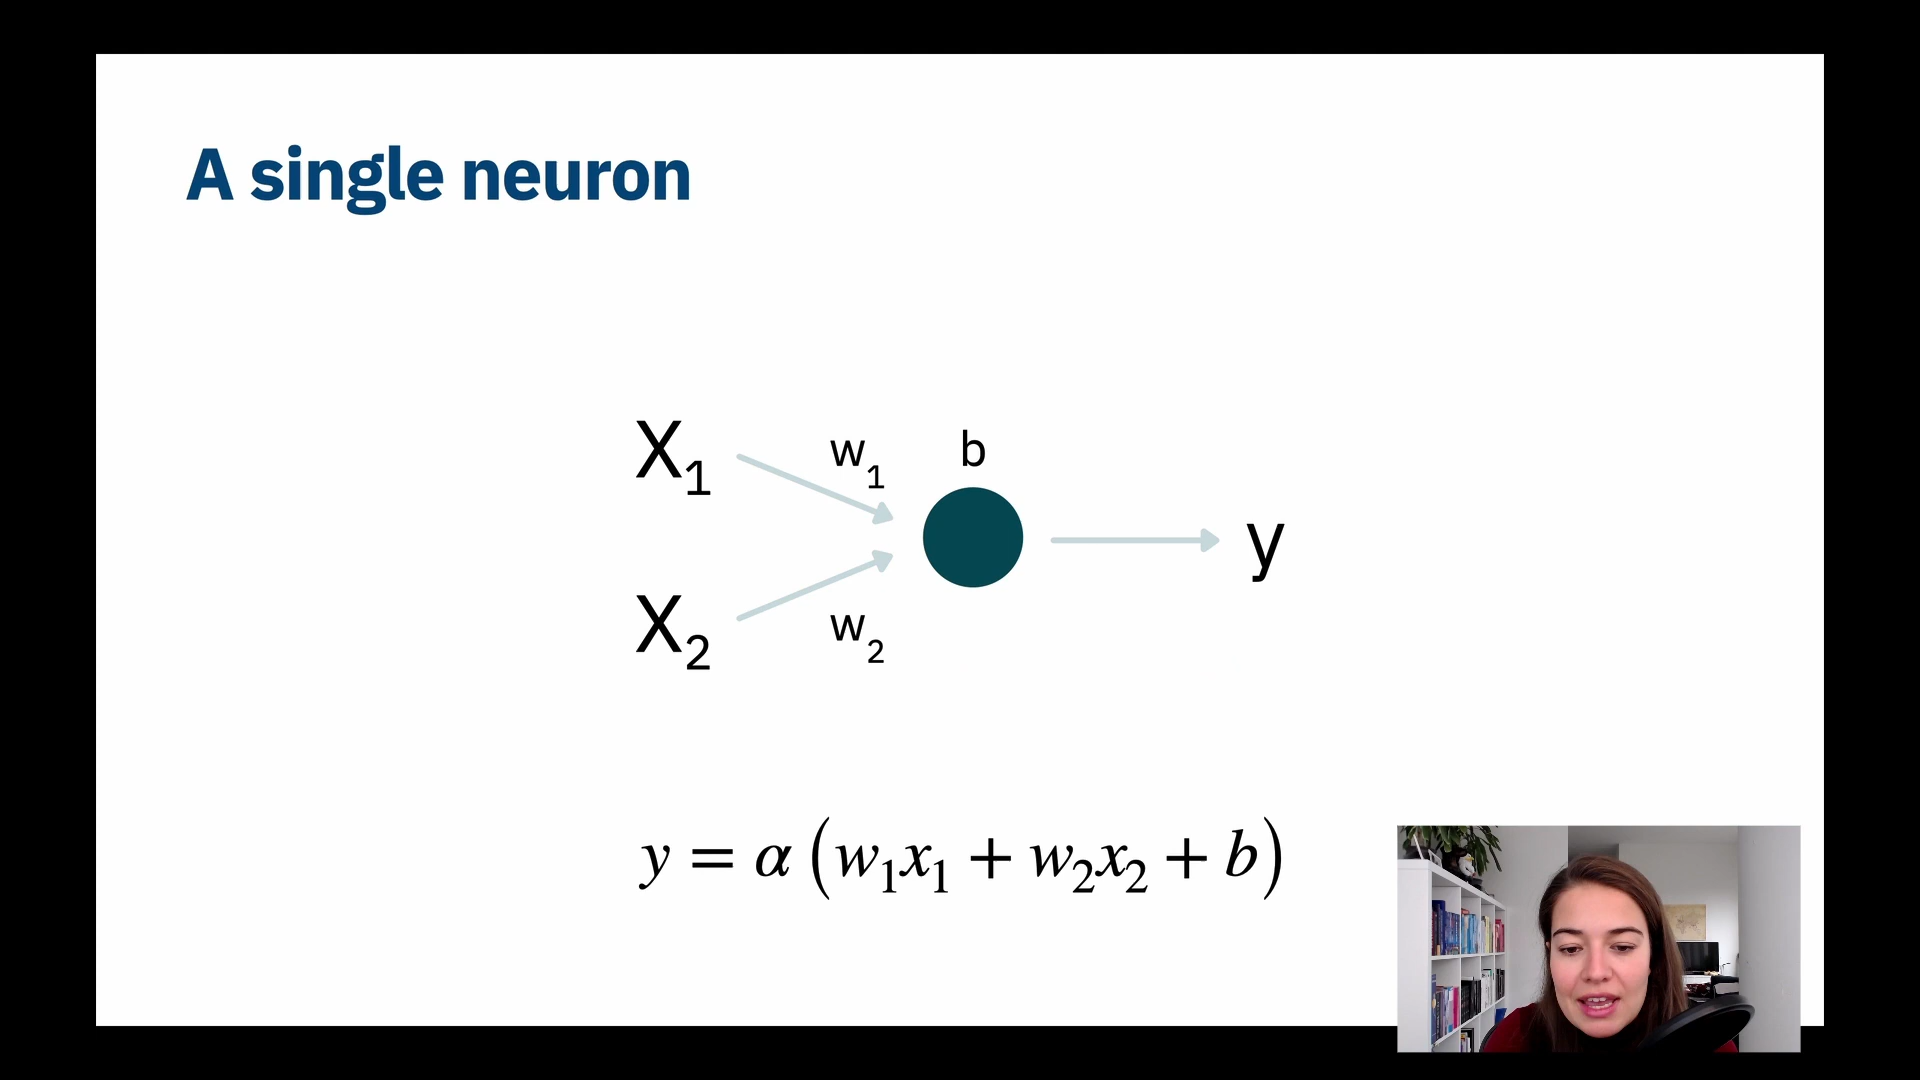 A single neuron
X₁
w₁
b
y
X₂
w₂
y = α (w₁x₁ + w₂x₂ + b)